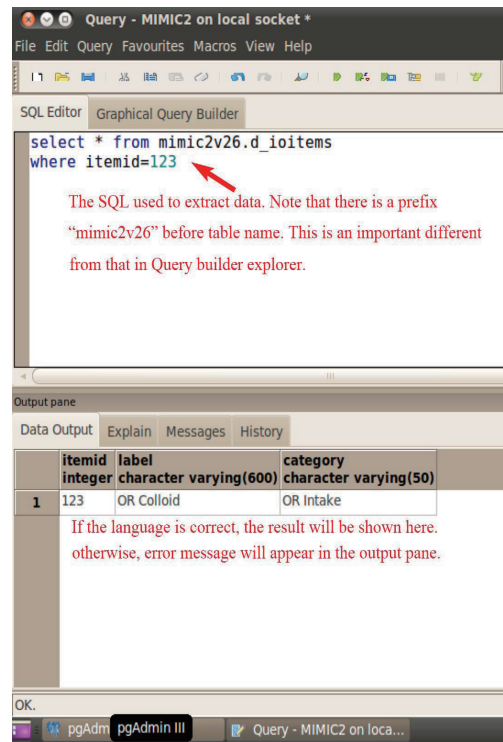 Query - MIMIC2 on local socket *
File Edit Query Favourites Macros View Help
SQL Editor Graphical Query Builder
select * from mimic2v26.d_ioitems
where itemid=123
The SQL used to extract data. Note that there is a prefix
“mimic2v26” before table name. This is an important different
from that in Query builder explorer.
Output pane
Data Output Explain Messages History
itemid label category
integer character varying(600) character varying(50)
1 123 OR Colloid OR Intake
If the language is correct, the result will be shown here.
otherwise, error message will appear in the output pane.
OK.
pgAdm pgAdmin III Query - MIMIC2 on loca...